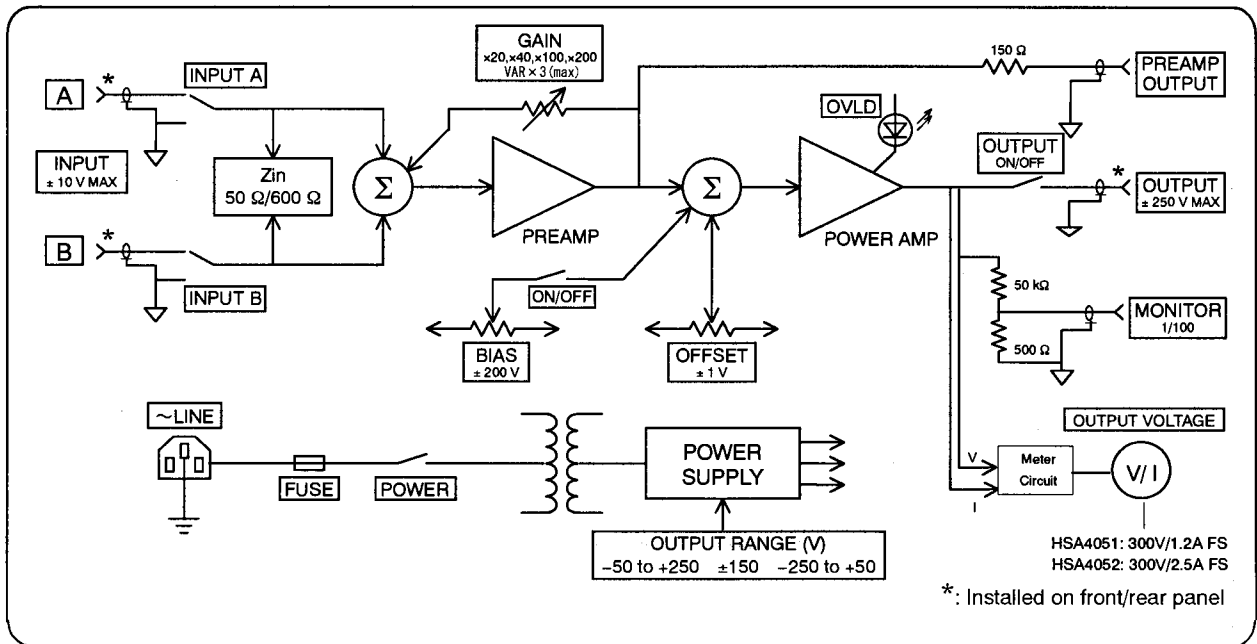 GAIN
×20,×40,×100,×200
VAR×3(max)
150 Ω
PREAMP
OUTPUT
*
INPUT A
A
OVLD
OUTPUT
ON/OFF
INPUT
± 10 V MAX
Zin
50 Ω/600 Ω
Σ
PREAMP
Σ
POWER AMP
*
OUTPUT
± 250 V MAX
B
*
INPUT B
ON/OFF
50 kΩ
MONITOR
1/100
500 Ω
BIAS
± 200 V
OFFSET
± 1 V
~LINE
FUSE
POWER
POWER
SUPPLY
OUTPUT RANGE (V)
−50 to +250 ±150 −250 to +50
OUTPUT VOLTAGE
V
I
Meter
Circuit
V/I
HSA4051: 300V/1.2A FS
HSA4052: 300V/2.5A FS
*: Installed on front/rear panel